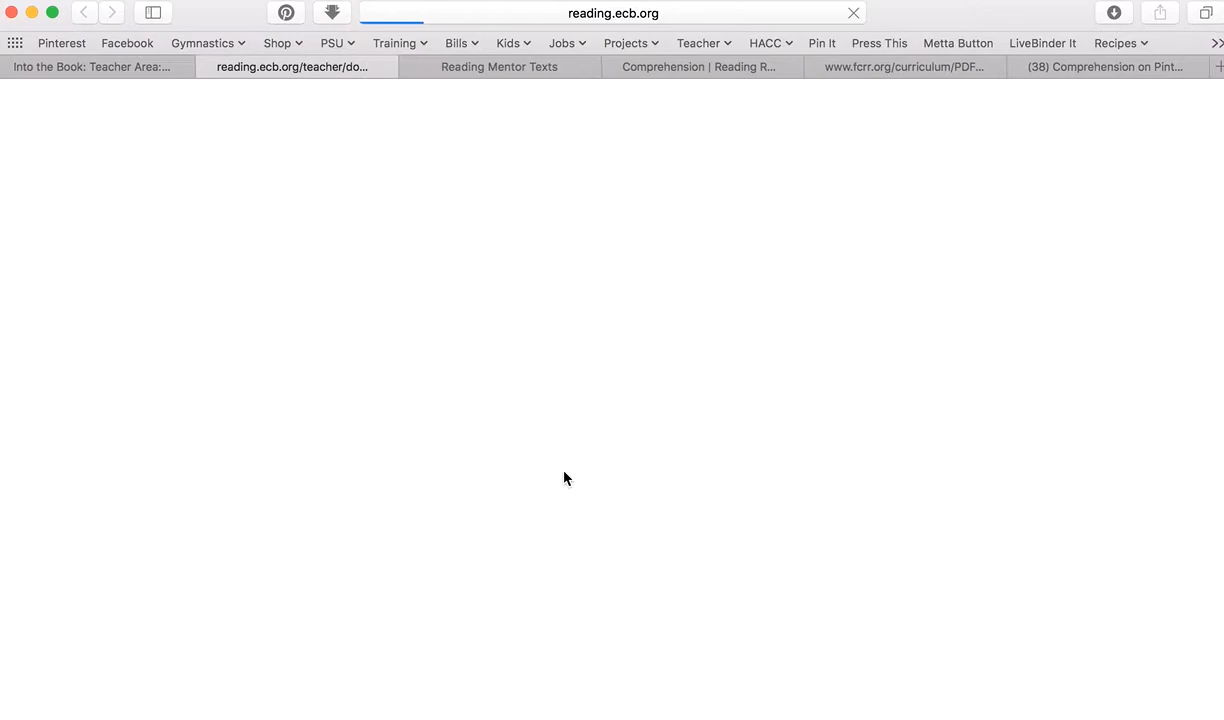 reading.ecb.org
Pinterest Facebook Gymnastics Shop PSU Training Bills Kids Jobs Projects Teacher HACC Pin It Press This Metta Button LiveBinder It Recipes
Into the Book: Teacher Area:... reading.ecb.org/teacher/do... Reading Mentor Texts Comprehension | Reading R... www.fcrr.org/curriculum/PDF... (38) Comprehension on Pint...